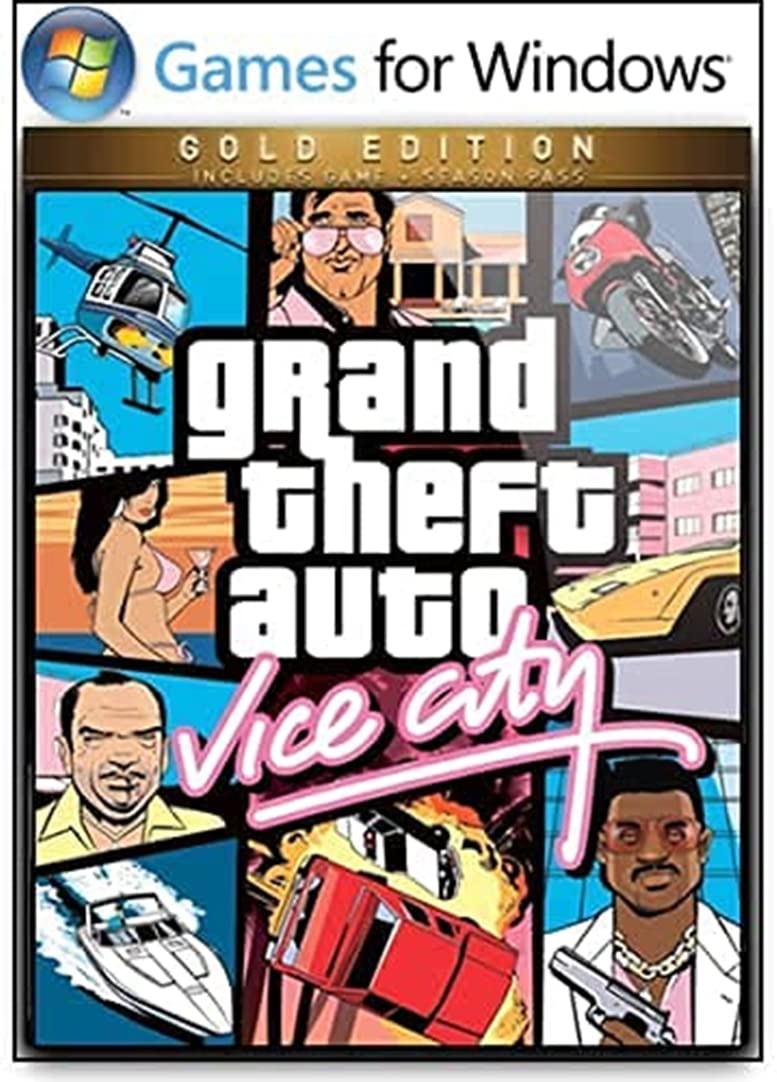 Games for Windows
GOLD EDITION
INCLUDES GAME + SEASON PASS
grand
theft
auto
Vice City